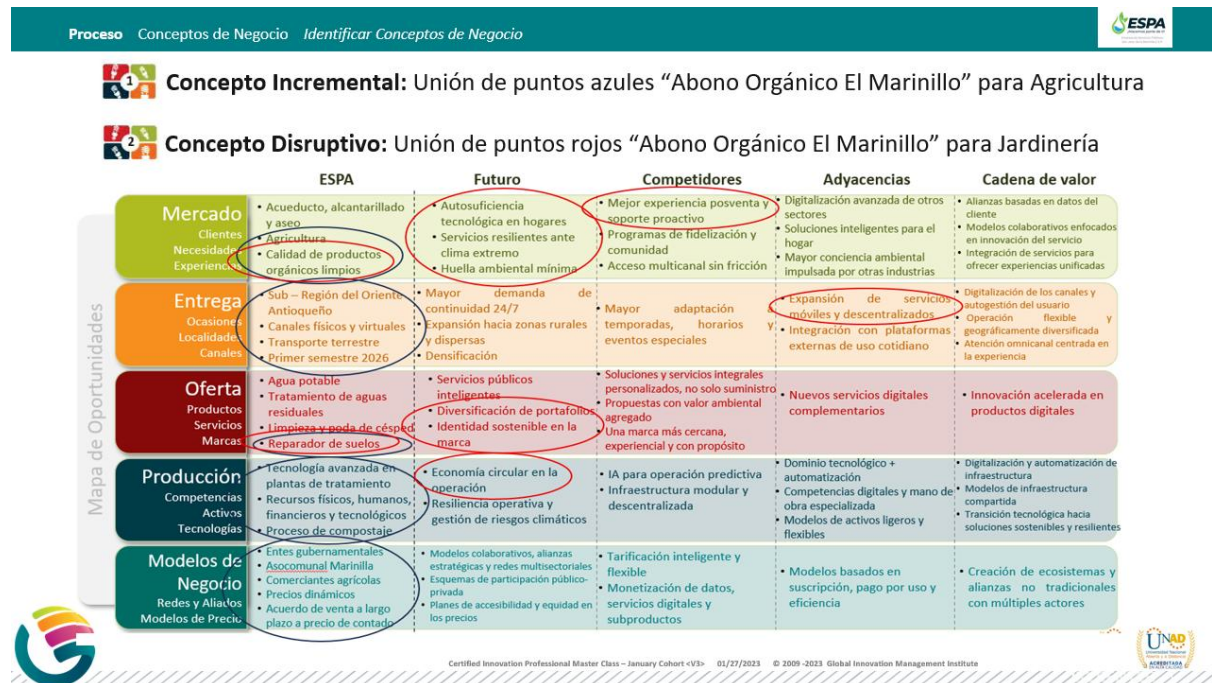 Proceso Conceptos de Negocio Identificar Conceptos de Negocio
ESPA
1 Concepto Incremental: Unión de puntos azules “Abono Orgánico El Marinillo” para Agricultura
2 Concepto Disruptivo: Unión de puntos rojos “Abono Orgánico El Marinillo” para Jardinería
ESPA Futuro Competidores Adyacencias Cadena de valor
Mapa de Oportunidades
Mercado
Clientes
Necesidades
Experiencias
• Acueducto, alcantarillado
y aseo
• Agricultura
• Calidad de productos
orgánicos limpios
• Autosuficiencia
tecnológica en hogares
• Servicios resilientes ante
clima extremo
• Huella ambiental mínima
• Mejor experiencia posventa y
soporte proactivo
• Programas de fidelización y
comunidad
• Acceso multicanal sin fricción
• Digitalización avanzada de otros
sectores
• Soluciones inteligentes para el
hogar
• Mayor conciencia ambiental
impulsada por otras industrias
• Alianzas basadas en datos del
cliente
• Modelos colaborativos enfocados
en innovación del servicio
• Integración de servicios para
ofrecer experiencias unificadas
Entrega
Ocasiones
Localidades
Canales
• Sub – Región del Oriente
Antioqueño
• Canales físicos y virtuales
• Transporte terrestre
• Primer semestre 2026
• Mayor demanda de
continuidad 24/7
• Expansión hacia zonas rurales
y dispersas
• Densificación
• Mayor adaptación a
temporadas, horarios y
eventos especiales
• Expansión de servicios
móviles y descentralizados
• Integración con plataformas
externas de uso cotidiano
• Digitalización de los canales y
autogestión del usuario
• Operación flexible y
geográficamente diversificada
• Atención omnicanal centrada en
la experiencia
Oferta
Productos
Servicios
Marcas
• Agua potable
• Tratamiento de aguas
residuales
• Limpieza y poda de césped
• Reparador de suelos
• Servicios públicos
inteligentes
• Diversificación de portafolios
• Identidad sostenible en la
marca
• Soluciones y servicios integrales
personalizados, no solo suministro
• Propuestas con valor ambiental
agregado
• Una marca más cercana,
experiencial y con propósito
• Nuevos servicios digitales
complementarios
• Innovación acelerada en
productos digitales
Producción
Competencias
Activos
Tecnologías
• Tecnología avanzada en
plantas de tratamiento
• Recursos físicos, humanos,
financieros y tecnológicos
• Proceso de compostaje
• Economía circular en la
operación
• Resiliencia operativa y
gestión de riesgos climáticos
• IA para operación predictiva
• Infraestructura modular y
descentralizada
• Dominio tecnológico +
automatización
• Competencias digitales y mano de
obra especializada
• Modelos de activos ligeros y
flexibles
• Digitalización y automatización de
infraestructura
• Modelos de infraestructura
compartida
• Transición tecnológica hacia
soluciones sostenibles y resilientes
Modelos de
Negocio
Redes y Aliados
Modelos de Precio
• Entes gubernamentales
• Asocomunal Marinilla
• Comerciantes agrícolas
• Precios dinámicos
• Acuerdo de venta a largo
plazo a precio de contado
• Modelos colaborativos, alianzas
estratégicas y redes multisectoriales
• Esquemas de participación público-
privada
• Planes de accesibilidad y equidad en
los precios
• Tarificación inteligente y
flexible
• Monetización de datos,
servicios digitales y
subproductos
• Modelos basados en
suscripción, pago por uso y
eficiencia
• Creación de ecosistemas y
alianzas no tradicionales
con múltiples actores
Certified Innovation Professional Master Class – January Cohort <V3> 01/27/2023 © 2009 -2023 Global Innovation Management Institute
UNAD
ACREDITADA